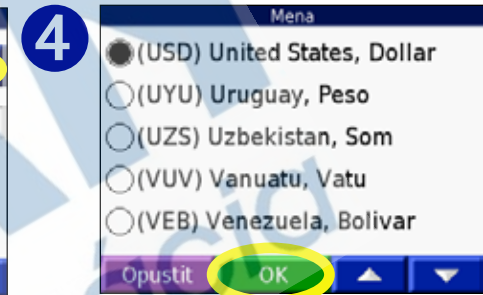 4
Mena
(USD) United States, Dollar
(UYU) Uruguay, Peso
(UZS) Uzbekistan, Som
(VUV) Vanuatu, Vatu
(VEB) Venezuela, Bolivar
Opustit OK